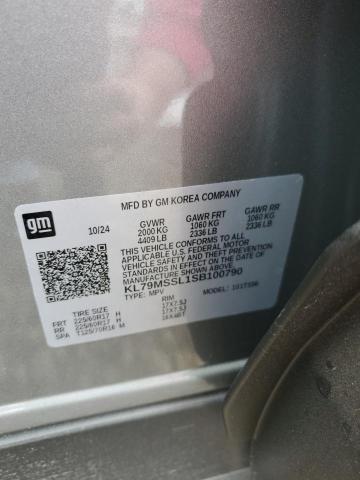 MFD BY GM KOREA COMPANY
gm
10/24 GVWR GAWR FRT GAWR RR
2000 KG 1060 KG 1060 KG
4409 LB 2336 LB 2336 LB
THIS VEHICLE CONFORMS TO ALL
APPLICABLE U.S. FEDERAL MOTOR
VEHICLE SAFETY AND THEFT PREVENTION
STANDARDS IN EFFECT ON THE DATE OF
MANUFACTURE SHOWN ABOVE.
KL79MSSL1SB100790
TYPE: MPV MODEL:
TIRE SIZE RIM
FRT 225/60R17 H 17X7.5J
RR 225/60R17 H 17X7.5J
SPA T125/70R16 M 16X4BT